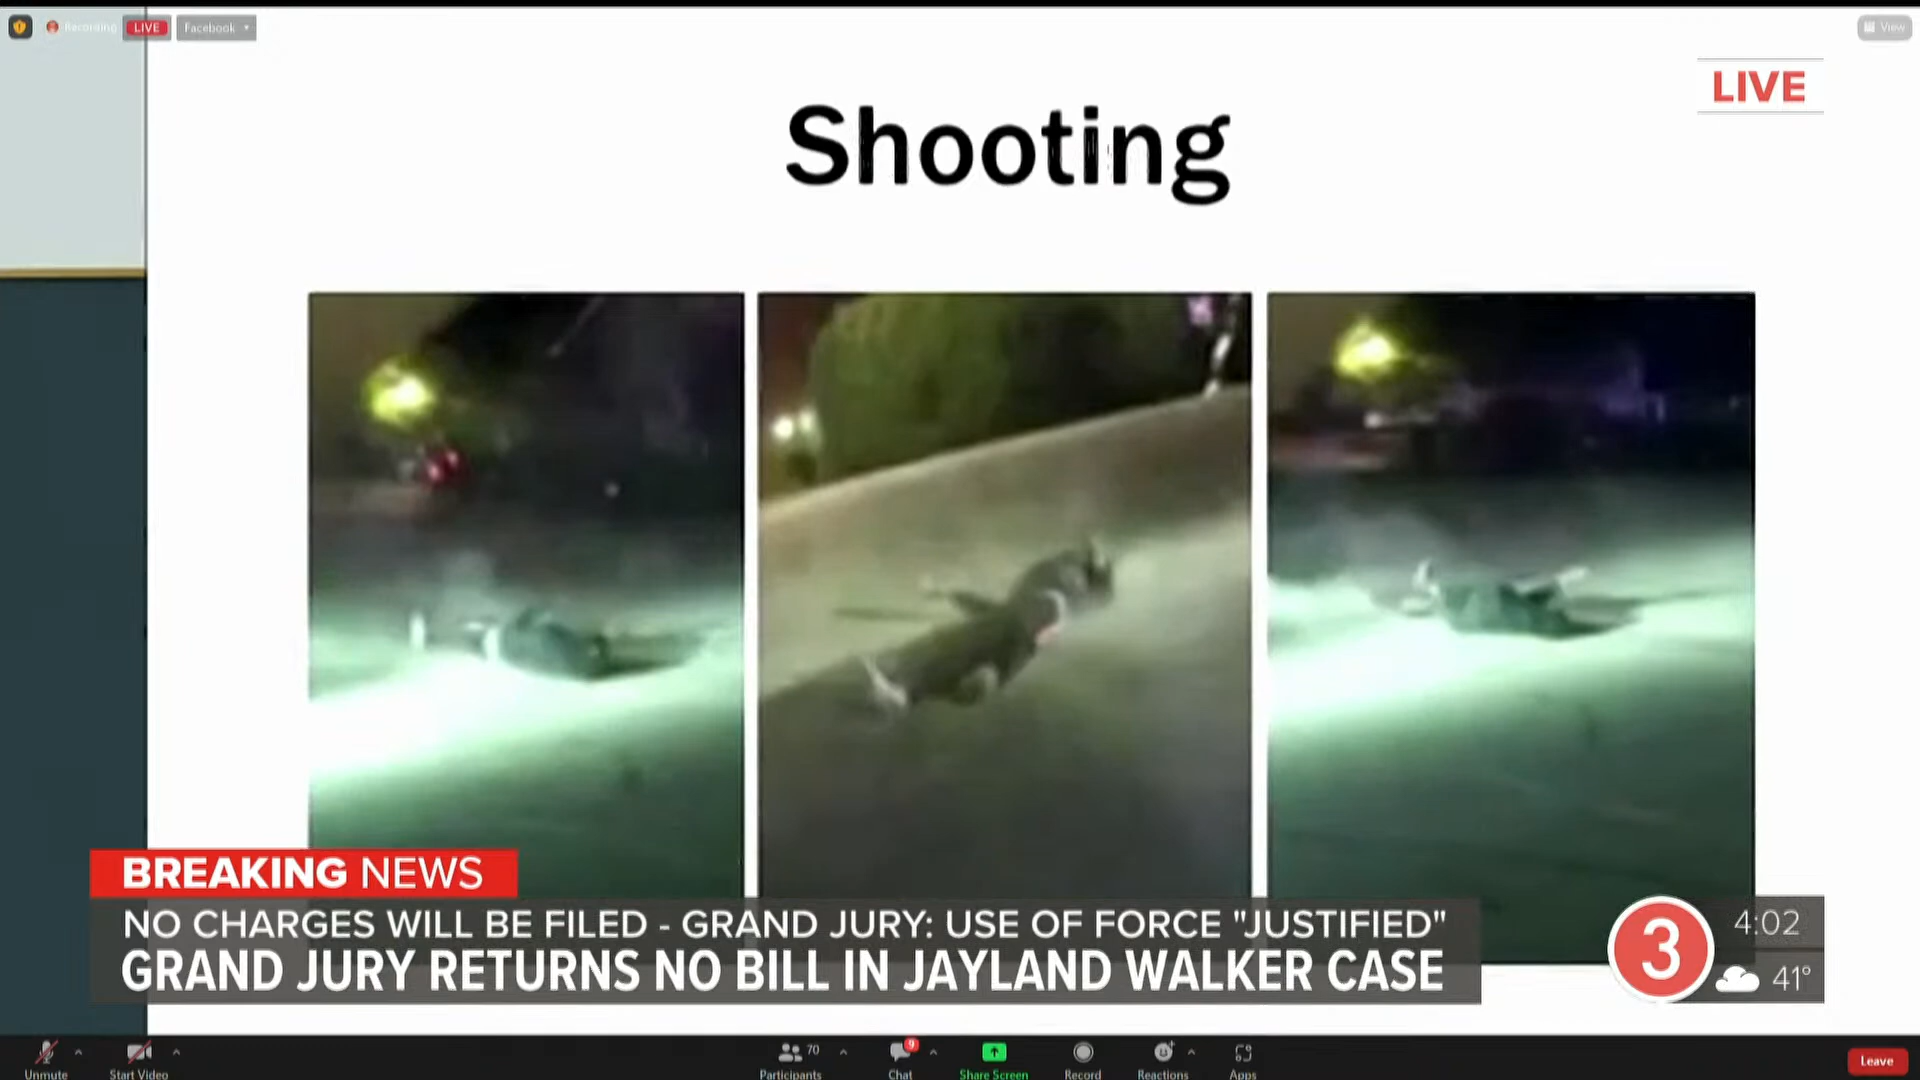 Recording LIVE Facebook View
LIVE
Shooting
BREAKING NEWS
NO CHARGES WILL BE FILED - GRAND JURY: USE OF FORCE "JUSTIFIED"
GRAND JURY RETURNS NO BILL IN JAYLAND WALKER CASE
3
4:02
41°
70
9
Unmute Start Video Participants Chat Share Screen Record Reactions Apps Leave